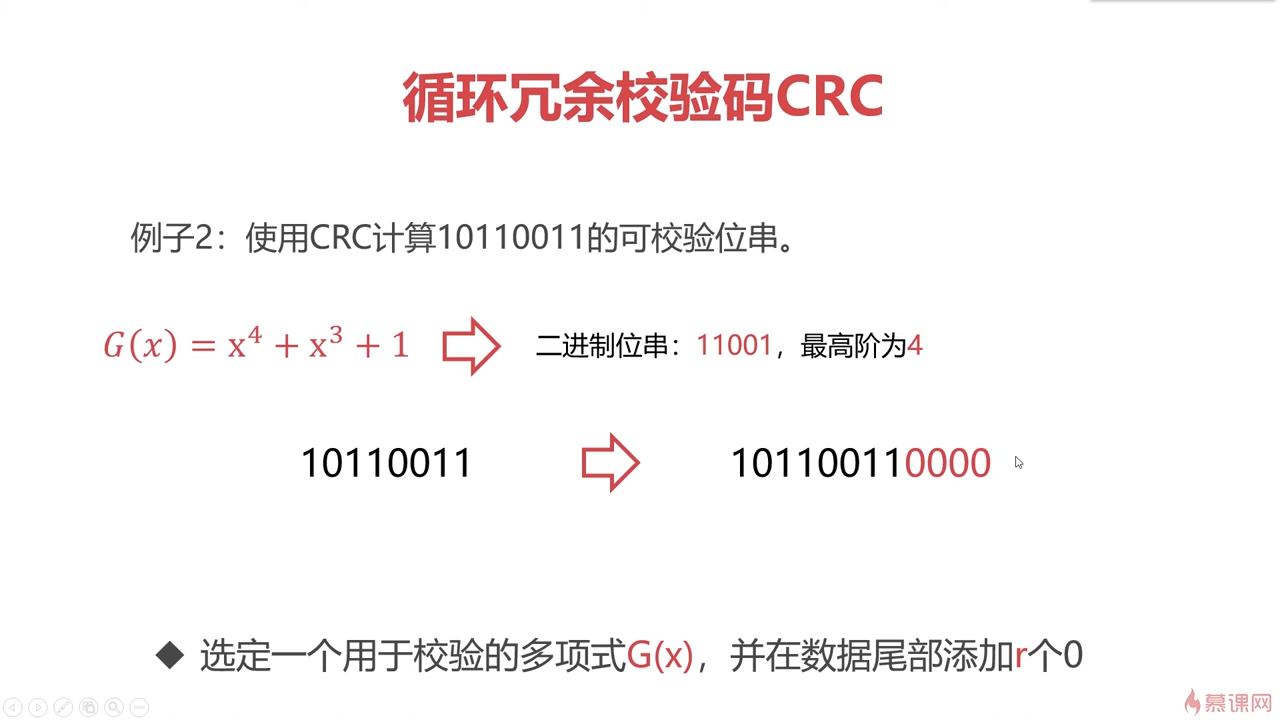 循环冗余校验码CRC
例子2：使用CRC计算10110011的可校验位串。
G(x) = x⁴ + x³ + 1 二进制位串：11001，最高阶为4
10110011 101100110000
◆ 选定一个用于校验的多项式G(x)，并在数据尾部添加r个0
慕课网